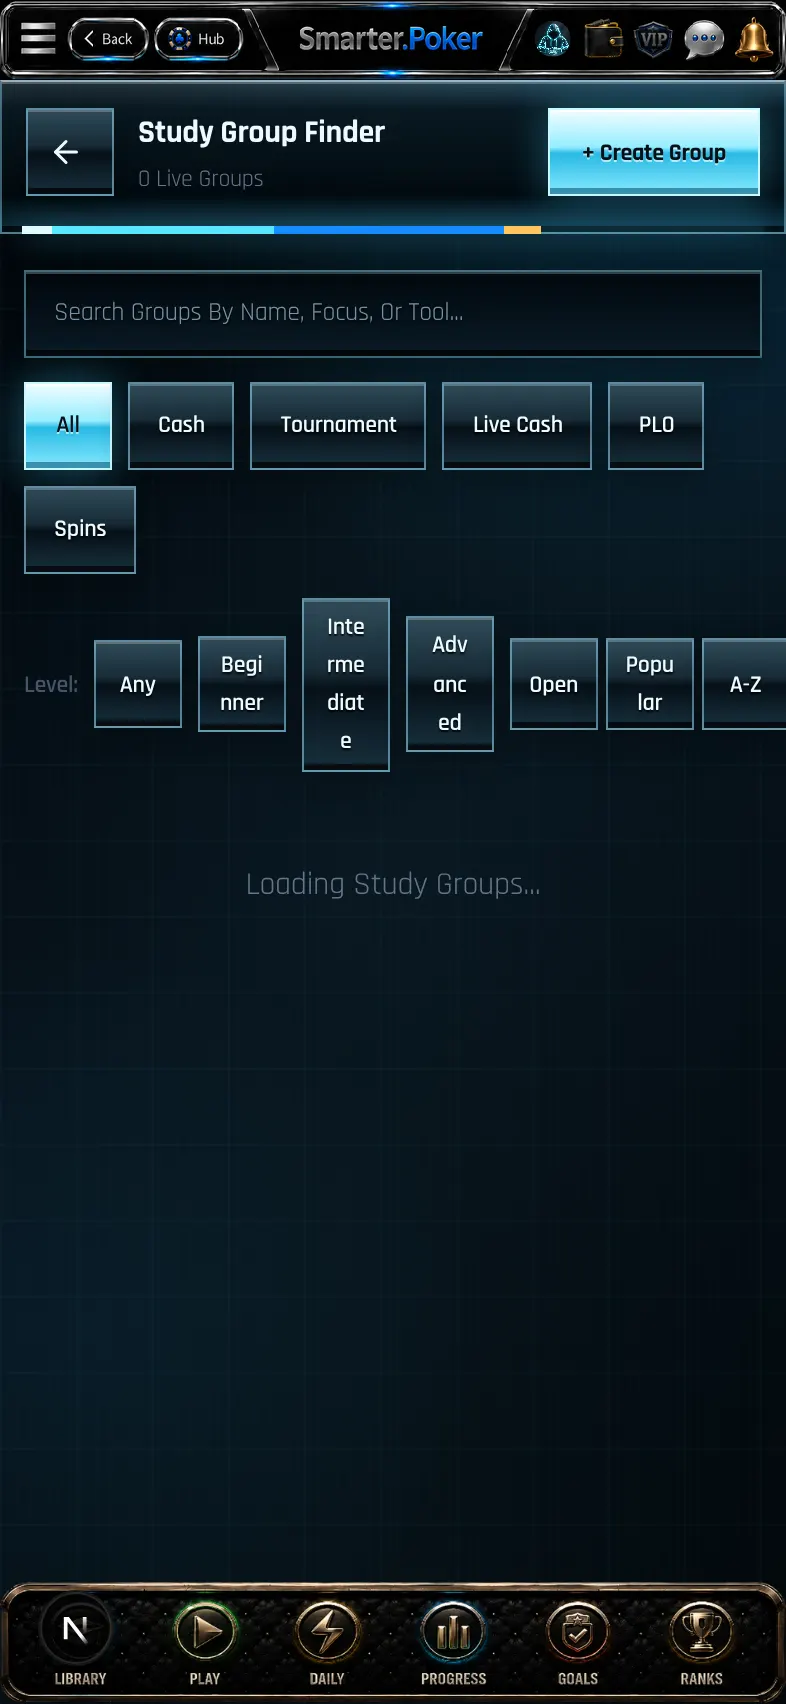 Back
Hub
Smarter.Poker
VIP
Study Group Finder
0 Live Groups
+ Create Group
Search Groups By Name, Focus, Or Tool...
All
Cash
Tournament
Live Cash
PLO
Spins
Level:
Any
Begi
nner
Inte
rme
diat
e
Adv
anc
ed
Open
Popu
lar
A-Z
Loading Study Groups...
N
LIBRARY
PLAY
DAILY
PROGRESS
GOALS
RANKS